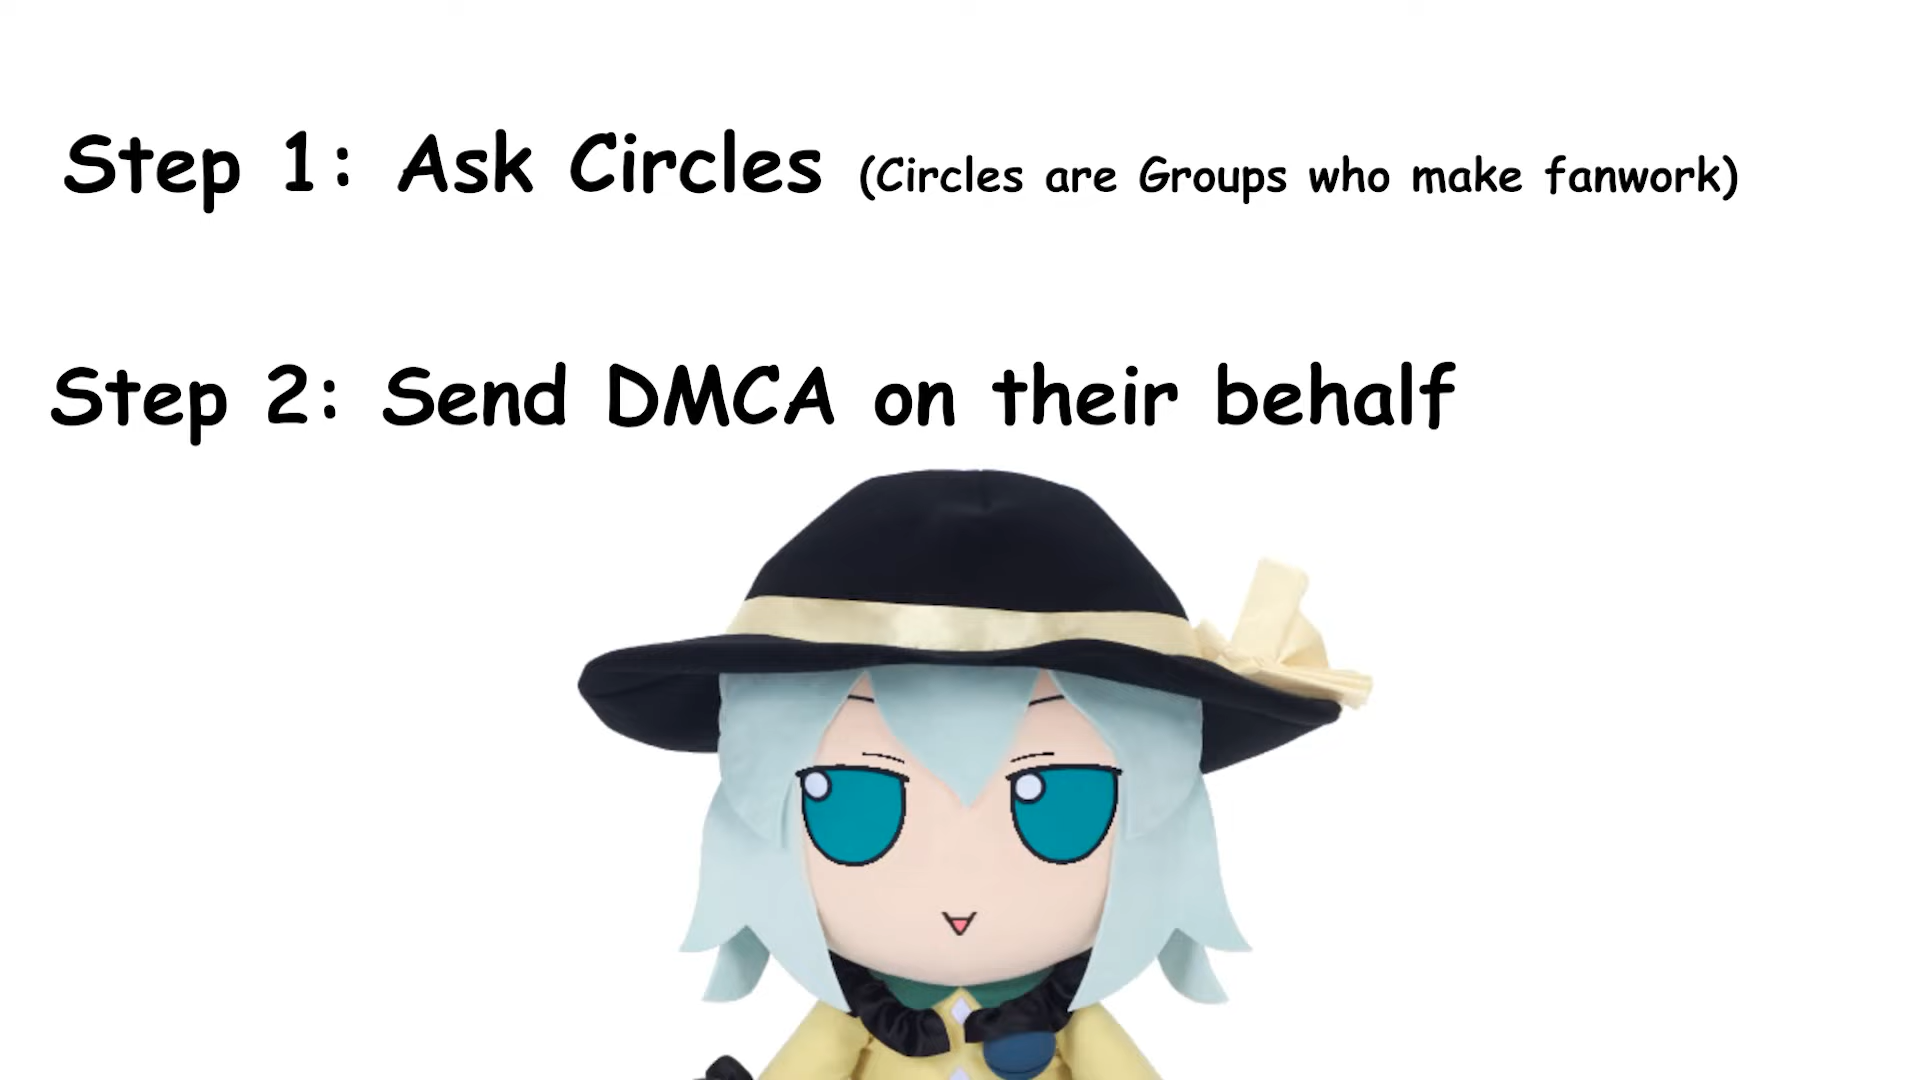 Step 1: Ask Circles (Circles are Groups who make fanwork)
Step 2: Send DMCA on their behalf